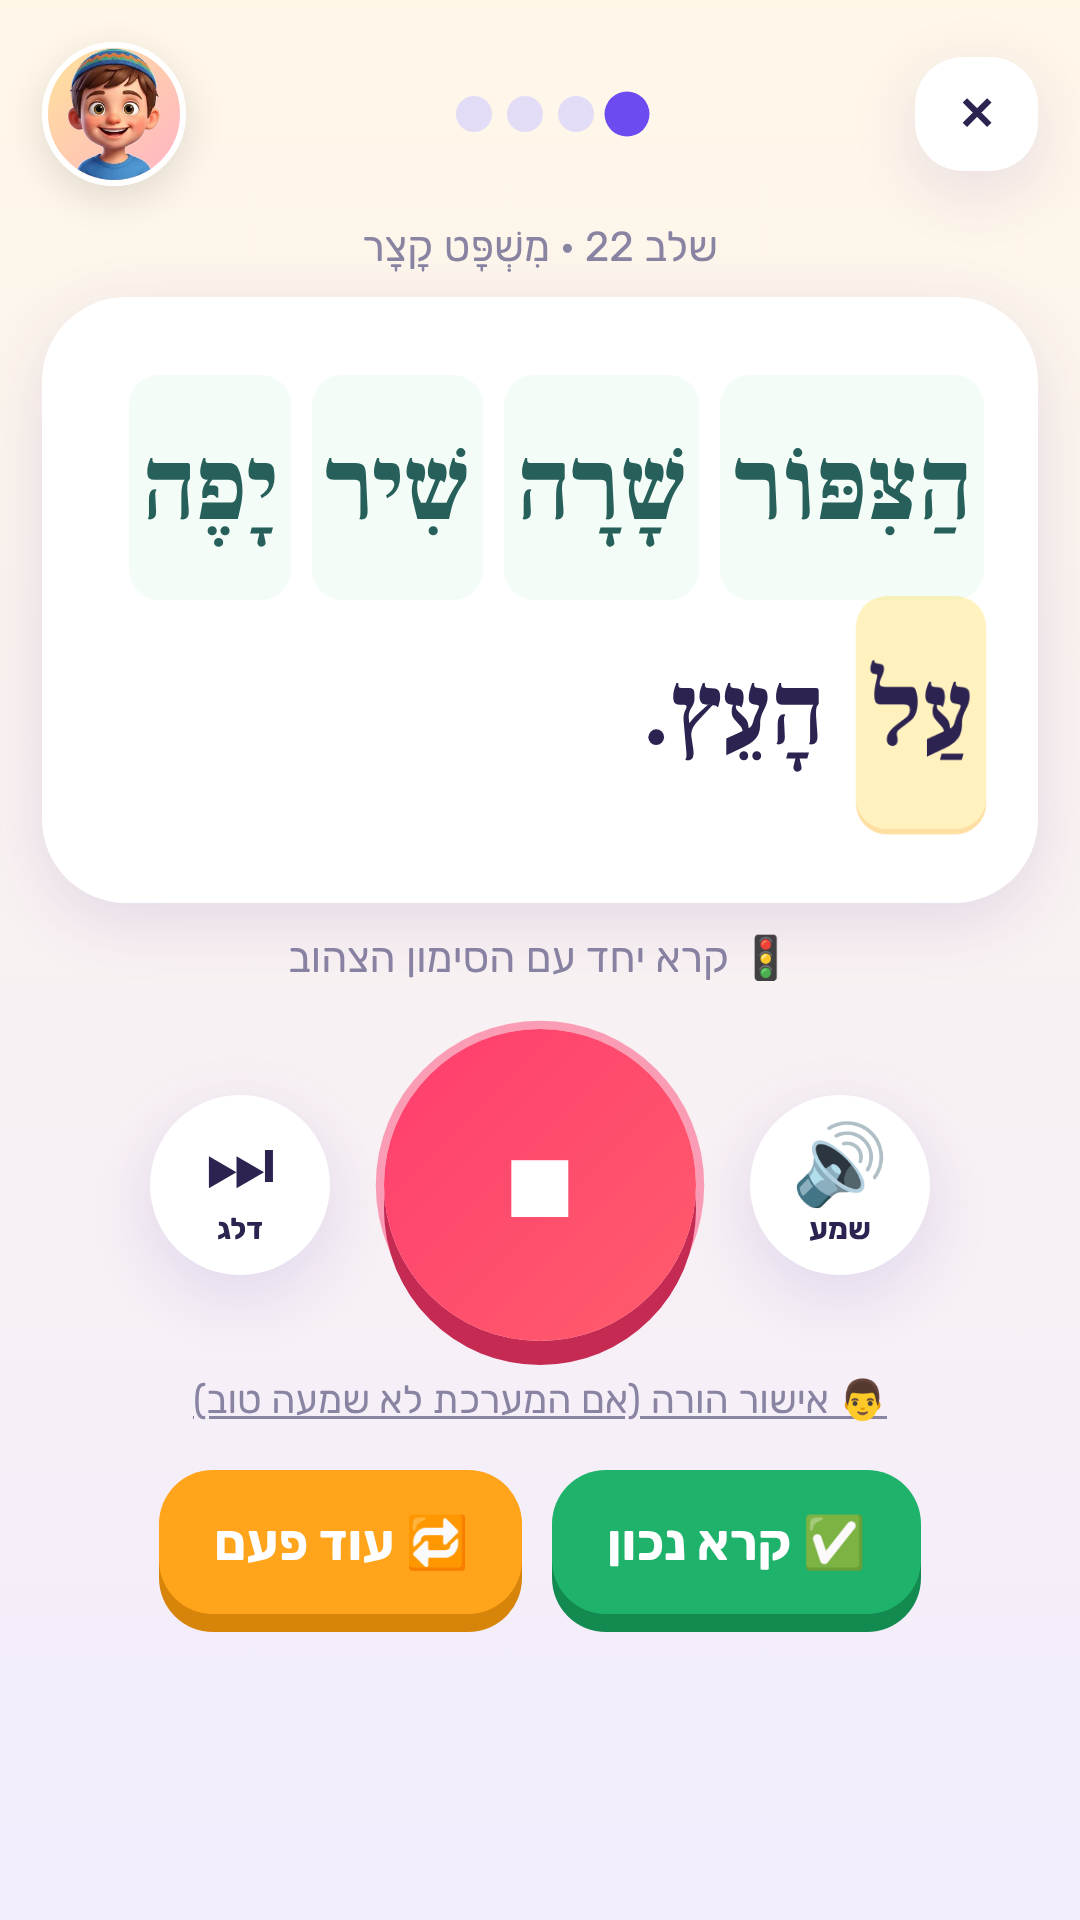 שלב 22 • מִשְׁפָּט קָצָר
הַצִּפּוֹר שָׁרָה שִׁיר יָפֶה
עַל הָעֵץ.
🚦 קרא יחד עם הסימון הצהוב
שמע
דלג
👨 אישור הורה (אם המערכת לא שמעה טוב)
✅ קרא נכון
🔁 עוד פעם